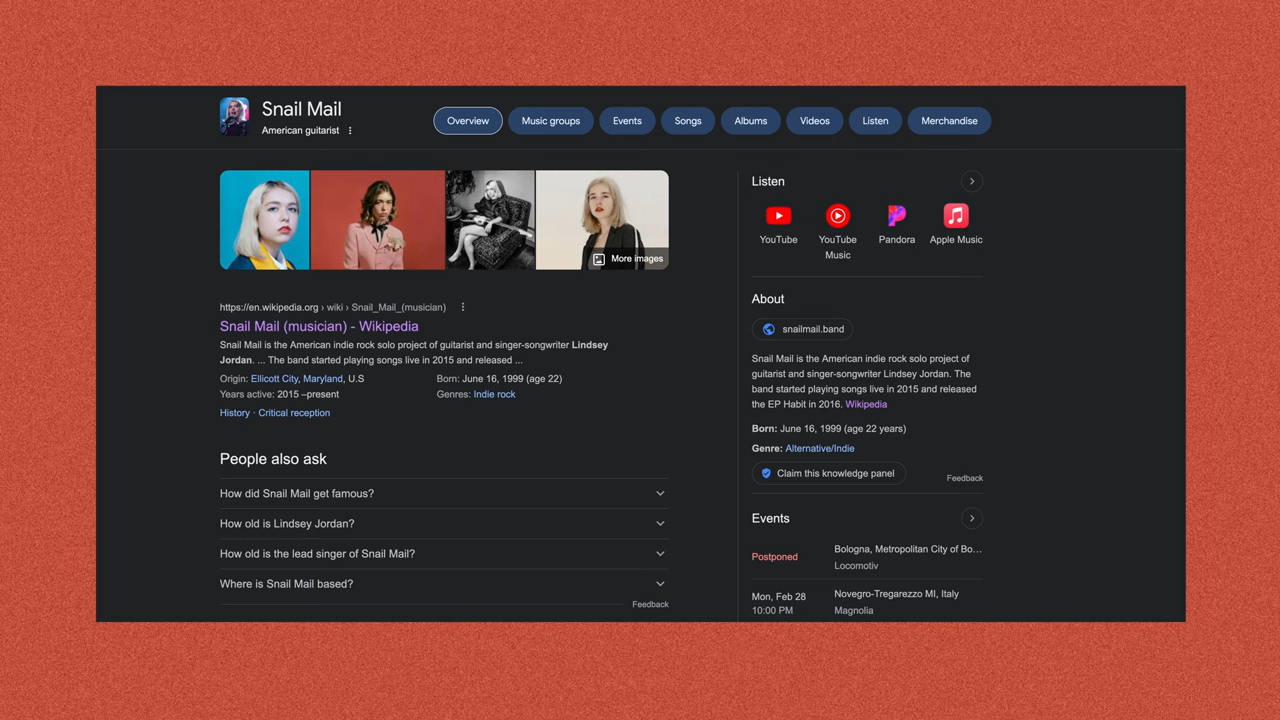 Snail Mail
American guitarist
Overview
Music groups
Events
Songs
Albums
Videos
Listen
Merchandise
More images
https://en.wikipedia.org › wiki › Snail_Mail_(musician)
Snail Mail (musician) - Wikipedia
Snail Mail is the American indie rock solo project of guitarist and singer-songwriter Lindsey
Jordan. ... The band started playing songs live in 2015 and released ...
Origin: Ellicott City, Maryland, U.S
Born: June 16, 1999 (age 22)
Years active: 2015 –present
Genres: Indie rock
History · Critical reception
People also ask
How did Snail Mail get famous?
How old is Lindsey Jordan?
How old is the lead singer of Snail Mail?
Where is Snail Mail based?
Feedback
Listen
YouTube
YouTube
Music
Pandora
Apple Music
About
snailmail.band
Snail Mail is the American indie rock solo project of
guitarist and singer-songwriter Lindsey Jordan. The
band started playing songs live in 2015 and released
the EP Habit in 2016. Wikipedia
Born: June 16, 1999 (age 22 years)
Genre: Alternative/Indie
Claim this knowledge panel
Feedback
Events
Postponed
Bologna, Metropolitan City of Bo...
Locomotiv
Mon, Feb 28
10:00 PM
Novegro-Tregarezzo MI, Italy
Magnolia